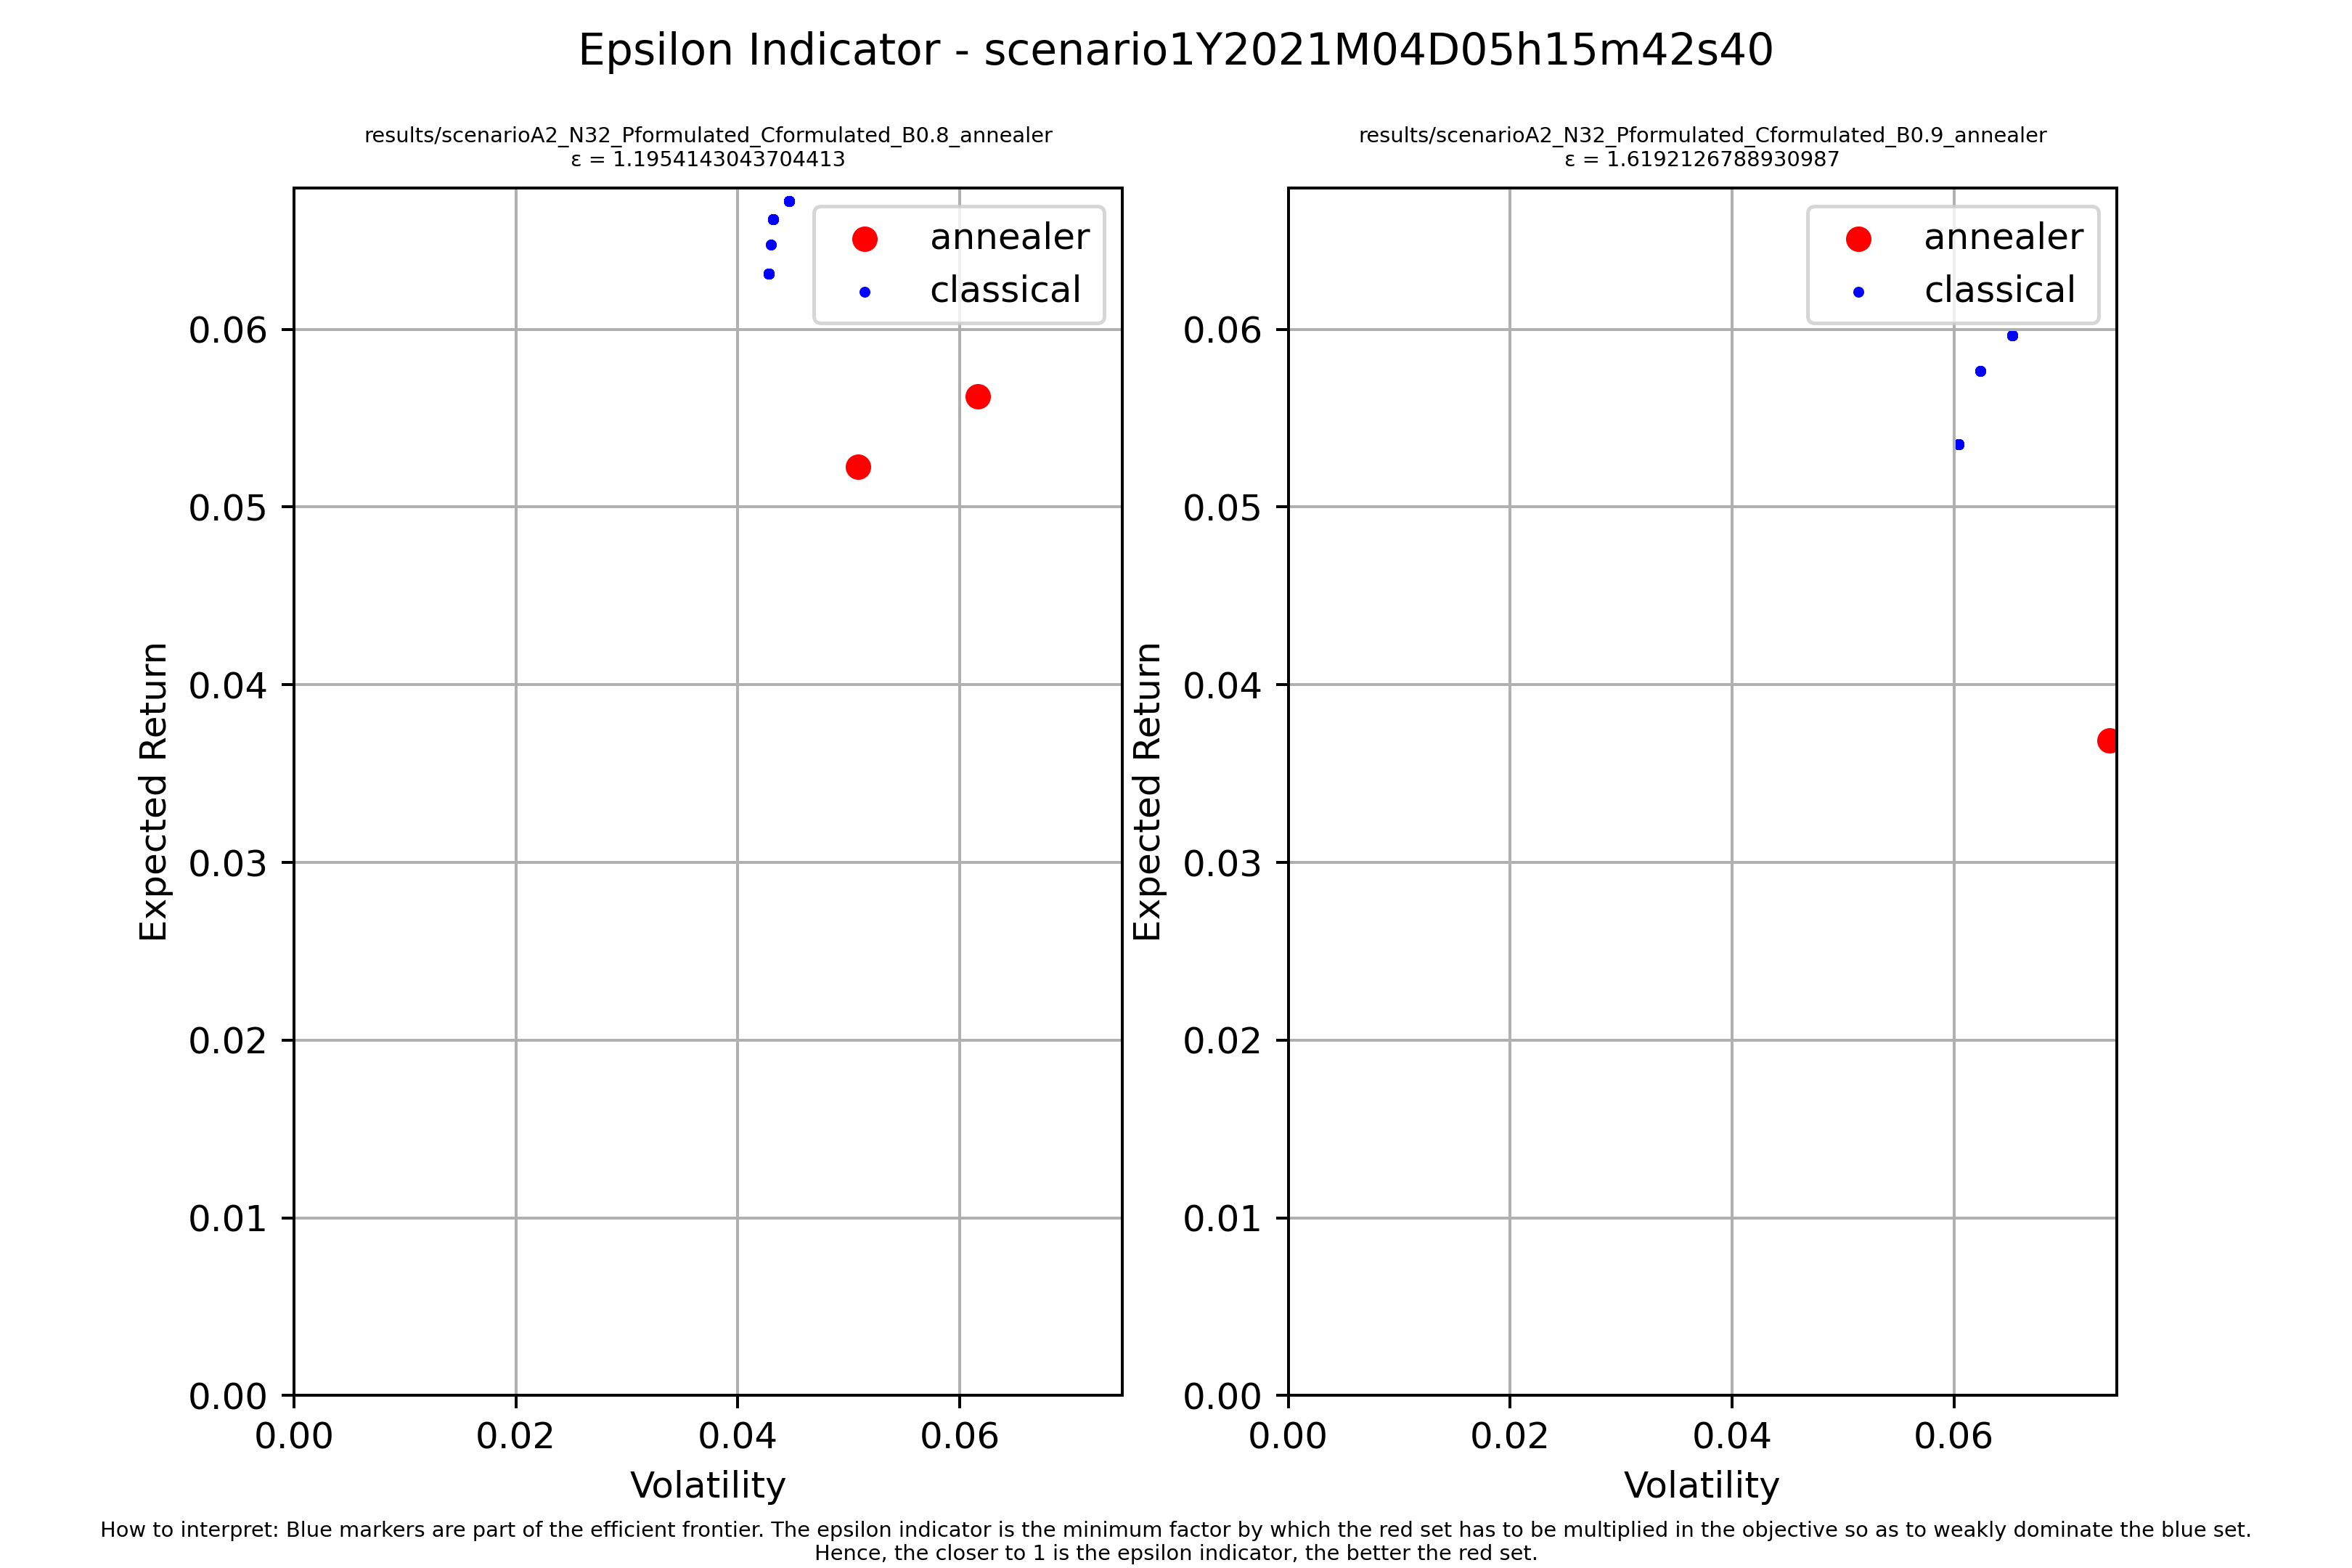 Epsilon Indicator - scenario1Y2021M04D05h15m42s40
results/scenarioA2_N32_Pformulated_Cformulated_B0.8_annealer
ε = 1.1954143043704413
annealer
classical
0.06
0.05
0.04
0.03
0.02
0.01
0.00
Expected Return
0.00
0.02
0.04
0.06
Volatility
results/scenarioA2_N32_Pformulated_Cformulated_B0.9_annealer
ε = 1.6192126788930987
annealer
classical
0.06
0.05
0.04
0.03
0.02
0.01
0.00
Expected Return
0.00
0.02
0.04
0.06
Volatility
How to interpret: Blue markers are part of the efficient frontier. The epsilon indicator is the minimum factor by which the red set has to be multiplied in the objective so as to weakly dominate the blue set.
Hence, the closer to 1 is the epsilon indicator, the better the red set.